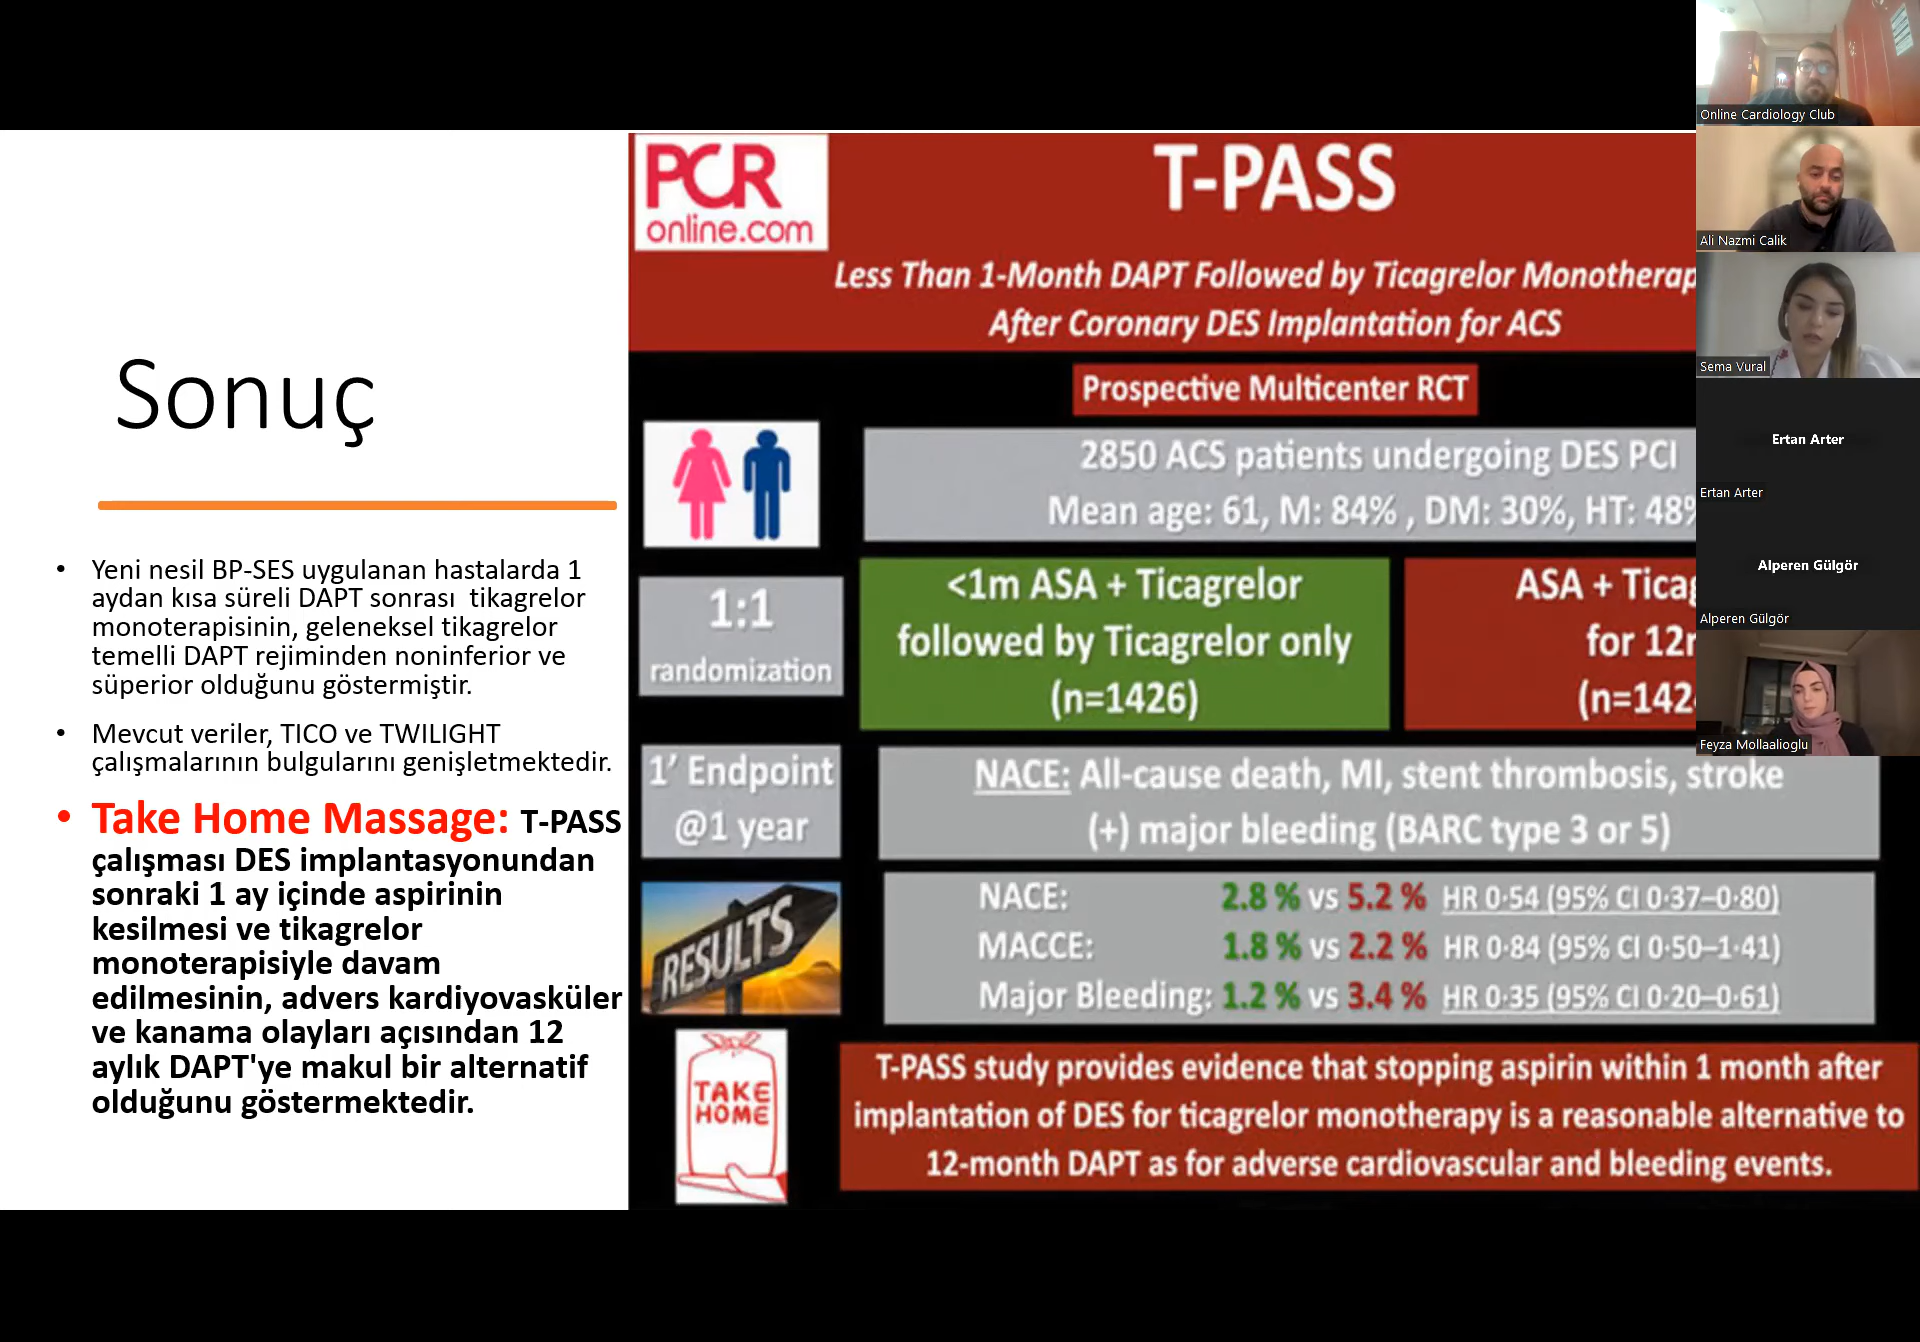 Sonuç
• Yeni nesil BP-SES uygulanan hastalarda 1
aydan kısa süreli DAPT sonrası tikagrelor
monoterapisinin, geleneksel tikagrelor
temelli DAPT rejiminden noninferior ve
süperior olduğunu göstermiştir.
• Mevcut veriler, TICO ve TWILIGHT
çalışmalarının bulgularını genişletmektedir.
• Take Home Massage: T-PASS
çalışması DES implantasyonundan
sonraki 1 ay içinde aspirinin
kesilmesi ve tikagrelor
monoterapisiyle davam
edilmesinin, advers kardiyovasküler
ve kanama olayları açısından 12
aylık DAPT'ye makul bir alternatif
olduğunu göstermektedir.
PCR
online.com
T-PASS
Less Than 1-Month DAPT Followed by Ticagrelor Monotherap
After Coronary DES Implantation for ACS
Prospective Multicenter RCT
2850 ACS patients undergoing DES PCI
Mean age: 61, M: 84% , DM: 30%, HT: 48%
1:1
randomization
<1m ASA + Ticagrelor
followed by Ticagrelor only
(n=1426)
ASA + Ticag
for 12m
(n=142
1’ Endpoint
@1 year
NACE: All-cause death, MI, stent thrombosis, stroke
(+) major bleeding (BARC type 3 or 5)
RESULTS
NACE: 2.8 % vs 5.2 % HR 0·54 (95% CI 0·37–0·80)
MACCE: 1.8 % vs 2.2 % HR 0·84 (95% CI 0·50–1·41)
Major Bleeding: 1.2 % vs 3.4 % HR 0·35 (95% CI 0·20–0·61)
TAKE
HOME
T-PASS study provides evidence that stopping aspirin within 1 month after
implantation of DES for ticagrelor monotherapy is a reasonable alternative to
12-month DAPT as for adverse cardiovascular and bleeding events.
Online Cardiology Club
Ali Nazmi Calik
Sema Vural
Ertan Arter
Ertan Arter
Alperen Gülgör
Alperen Gülgör
Feyza Mollaalioglu